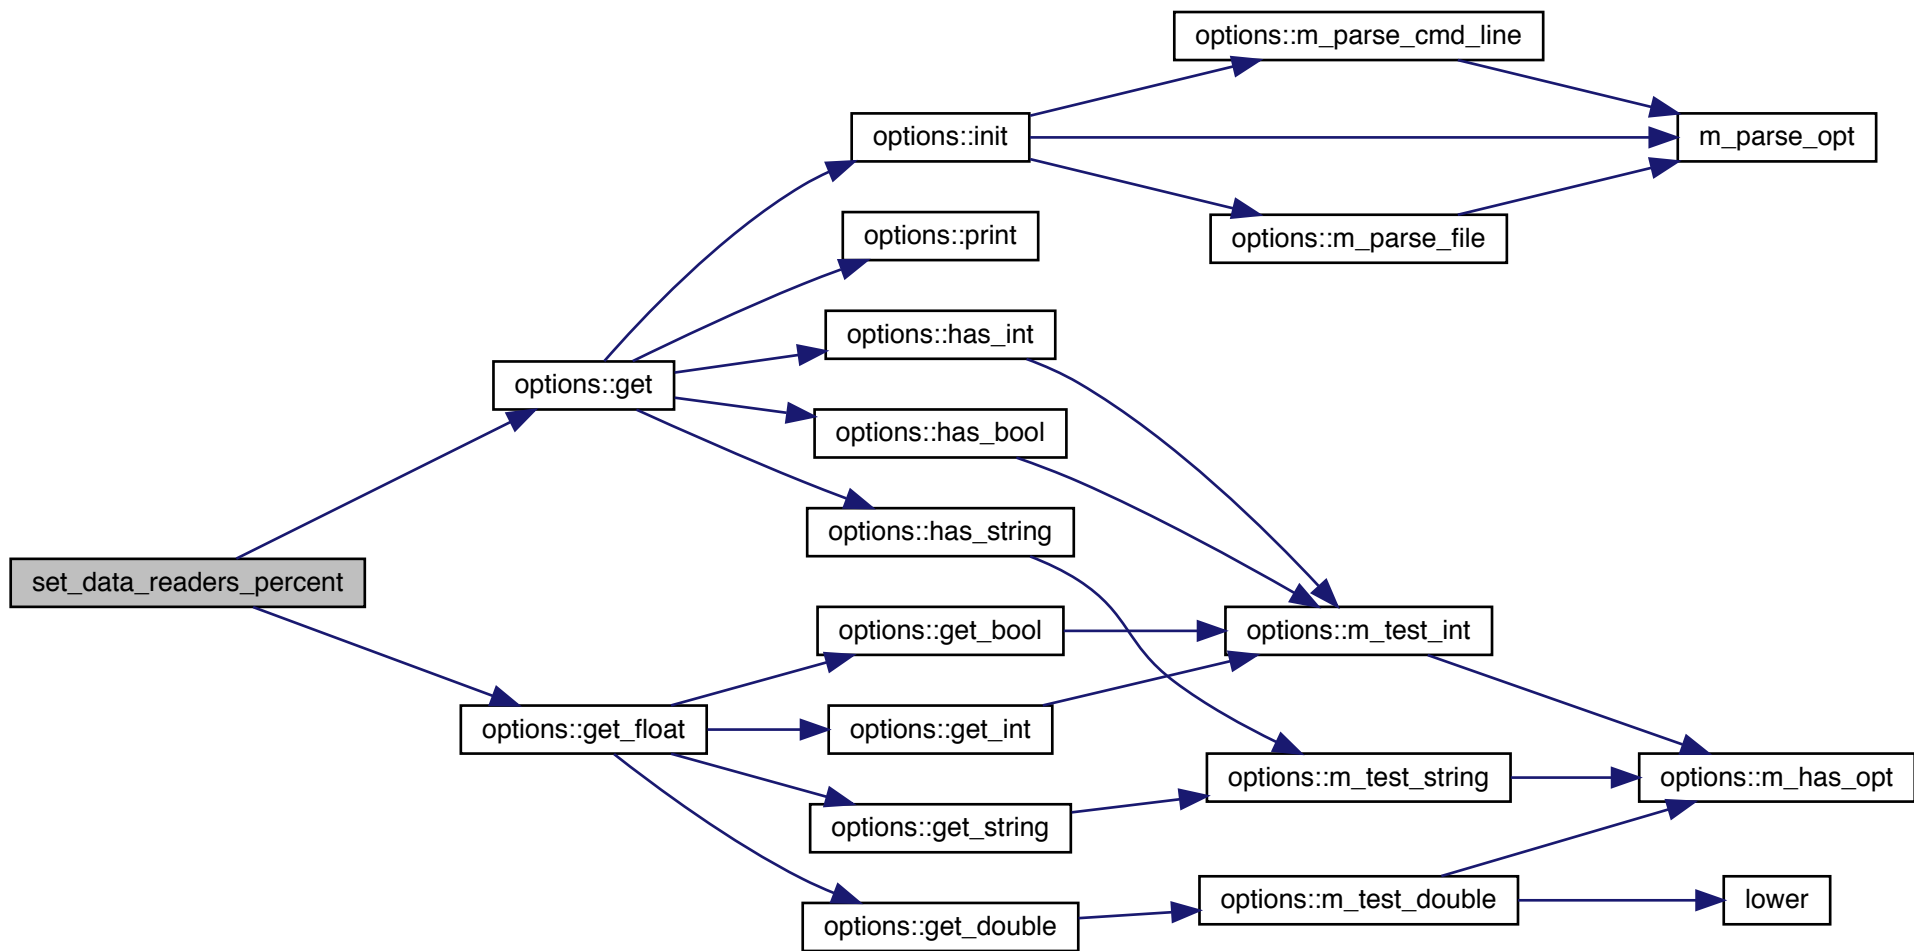 options::m_parse_cmd_line
options::init
m_parse_opt
options::print
options::m_parse_file
options::has_int
options::get
options::has_bool
options::has_string
set_data_readers_percent
options::get_bool
options::m_test_int
options::get_float
options::get_int
options::m_test_string
options::m_has_opt
options::get_string
options::m_test_double
lower
options::get_double